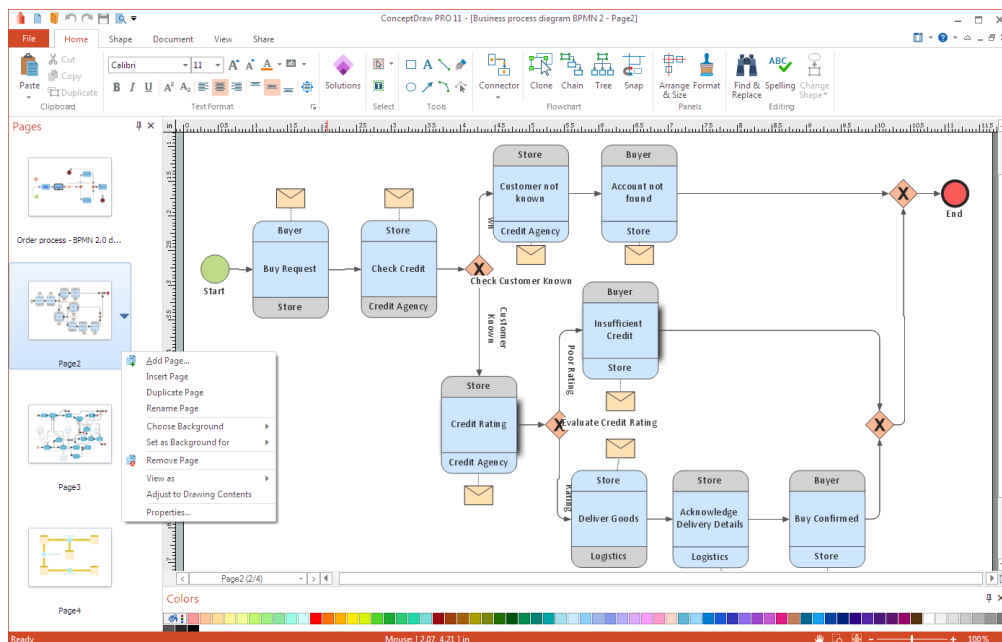 ConceptDraw PRO 11 - [Business process diagram BPMN 2 - Page2]
File Home Shape Document View Share
Paste
Cut
Copy
Duplicate
Clipboard
Calibri 11
B I U
Text Format
Solutions
Select
Tools
Connector
Clone Chain Tree Snap
Flowchart
Arrange & Size
Format
Panels
Find & Replace
Spelling
Change Shape
Editing
Pages
Order process - BPMN 2.0 d...
Page2
Page3
Page4
Add Page...
Insert Page
Duplicate Page
Rename Page
Choose Background
Set as Background for
Remove Page
View as
Adjust to Drawing Contents
Properties...
in
Start
Buyer
Buy Request
Store
Store
Check Credit
Credit Agency
X
Check Customer Known
Store
Customer not known
Credit Agency
Buyer
Account not found
Store
X
End
Customer Known
Store
Credit Rating
Credit Agency
X
Evaluate Credit Rating
Poor Rating
Buyer
Insufficient Credit
Store
X
Rating
Store
Deliver Goods
Logistics
Store
Acknowledge Delivery Details
Logistics
Buyer
Buy Confirmed
Store
Page2 (2/4)
Colors
Ready
Mouse: [ 2.07, 4.21 ] in
100%